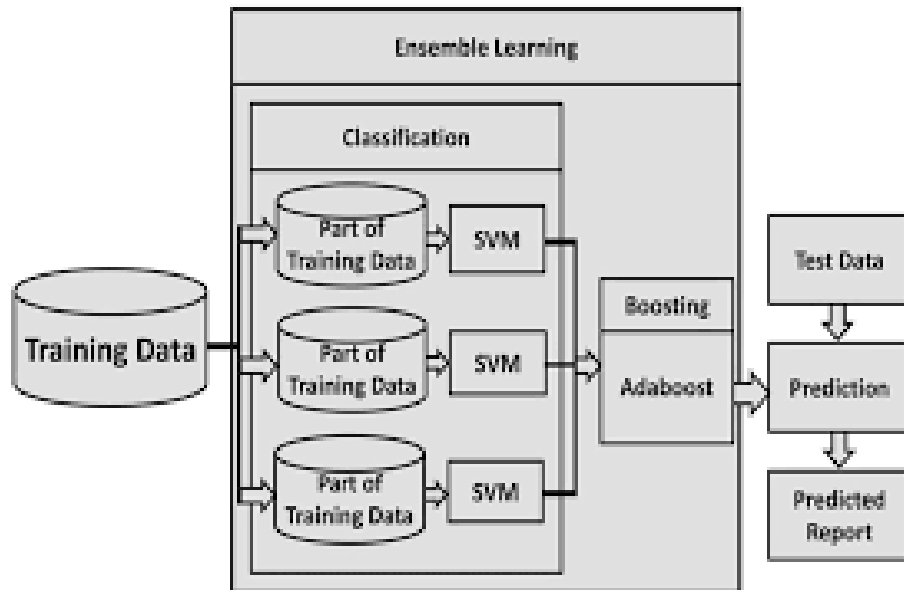 Ensemble Learning
Classification
Part of
Training Data
SVM
Training Data
Part of
Training Data
SVM
Part of
Training Data
SVM
Boosting
Adaboost
Test Data
Prediction
Predicted
Report